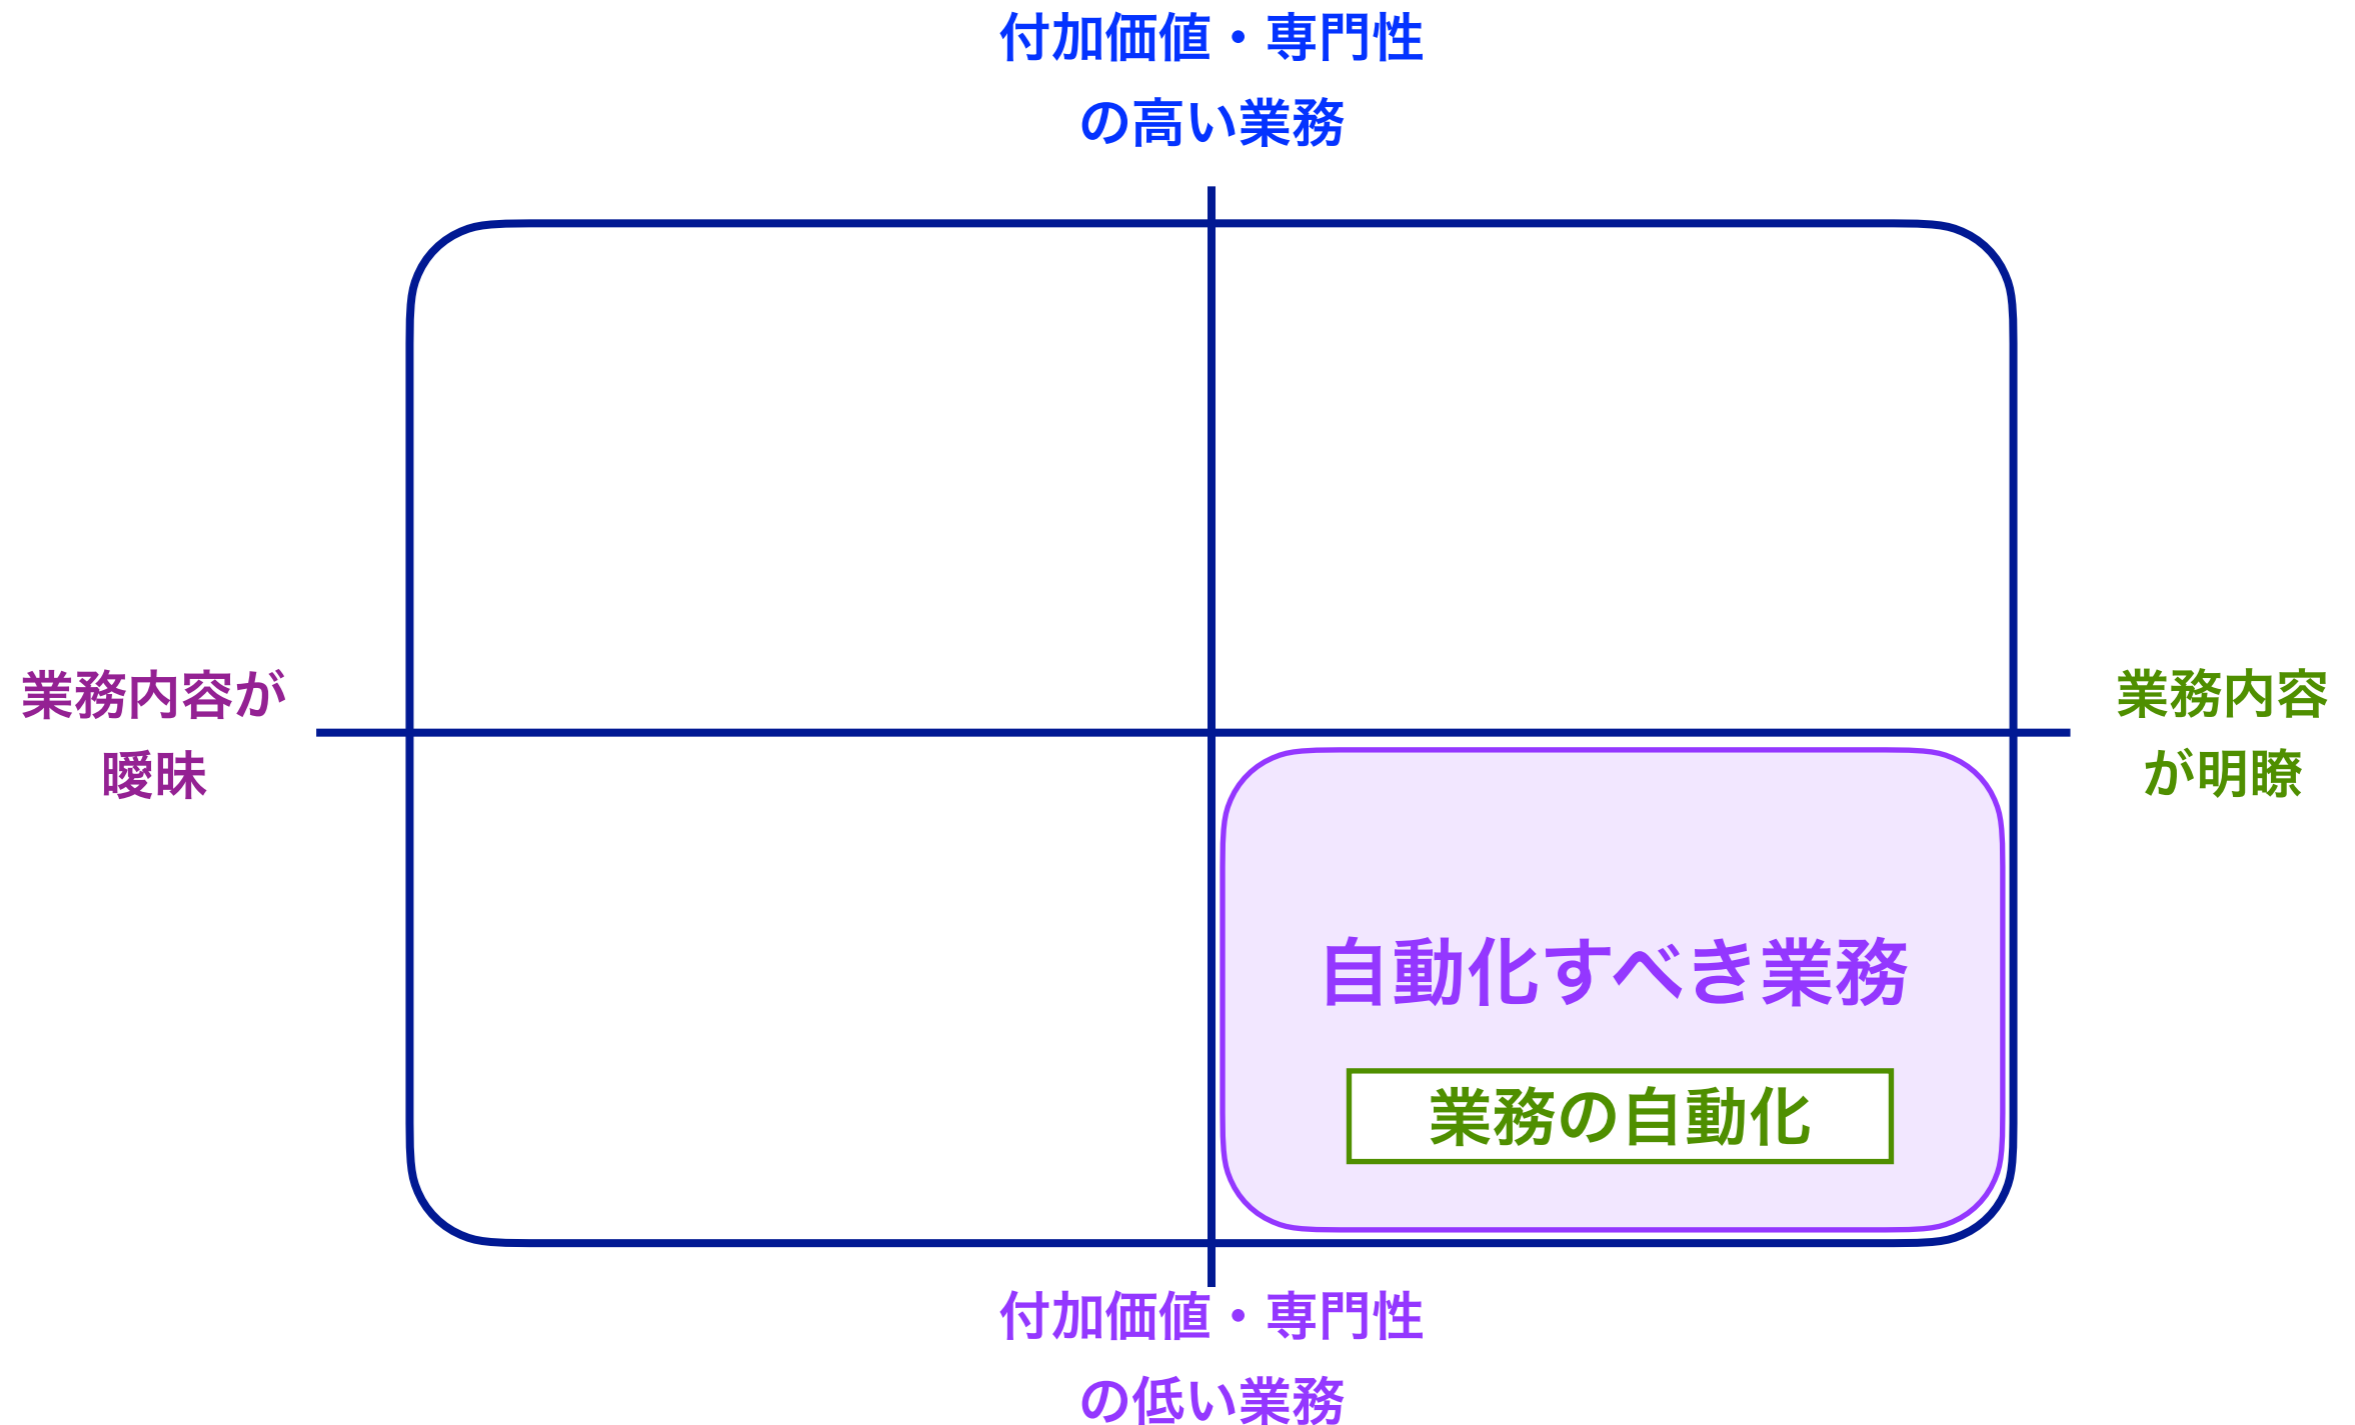 付加価値・専門性
の高い業務
業務内容が
曖昧
業務内容
が明瞭
自動化すべき業務
業務の自動化
付加価値・専門性
の低い業務